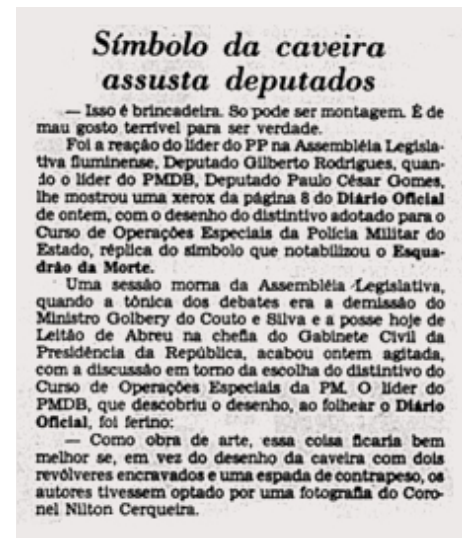 Símbolo da caveira
assusta deputados
— Isso é brincadeira. So pode ser montagem. É de
mau gosto terrível para ser verdade.
Foi a reação do líder do PP na Assembléia Legisla-
tiva fluminense, Deputado Gilberto Rodrigues, quan-
do o líder do PMDB, Deputado Paulo César Gomes,
lhe mostrou uma xerox da página 8 do Diário Oficial
de ontem, com o desenho do distintivo adotado para o
Curso de Operações Especiais da Polícia Militar do
Estado, réplica do símbolo que notabilizou o Esqua-
drão da Morte.
Uma sessão morna da Assembléia Legislativa,
quando a tônica dos debates era a demissão do
Ministro Golbery do Couto e Silva e a posse hoje de
Leitão de Abreu na chefia do Gabinete Civil da
Presidência da República, acabou ontem agitada,
com a discussão em torno da escolha do distintivo do
Curso de Operações Especiais da PM. O líder do
PMDB, que descobriu o desenho, ao folhear o Diário
Oficial, foi ferino:
— Como obra de arte, essa coisa ficaria bem
melhor se, em vez do desenho da caveira com dois
revólveres encravados e uma espada de contrapeso, os
autores tivessem optado por uma fotografia do Coro-
nel Nilton Cerqueira.